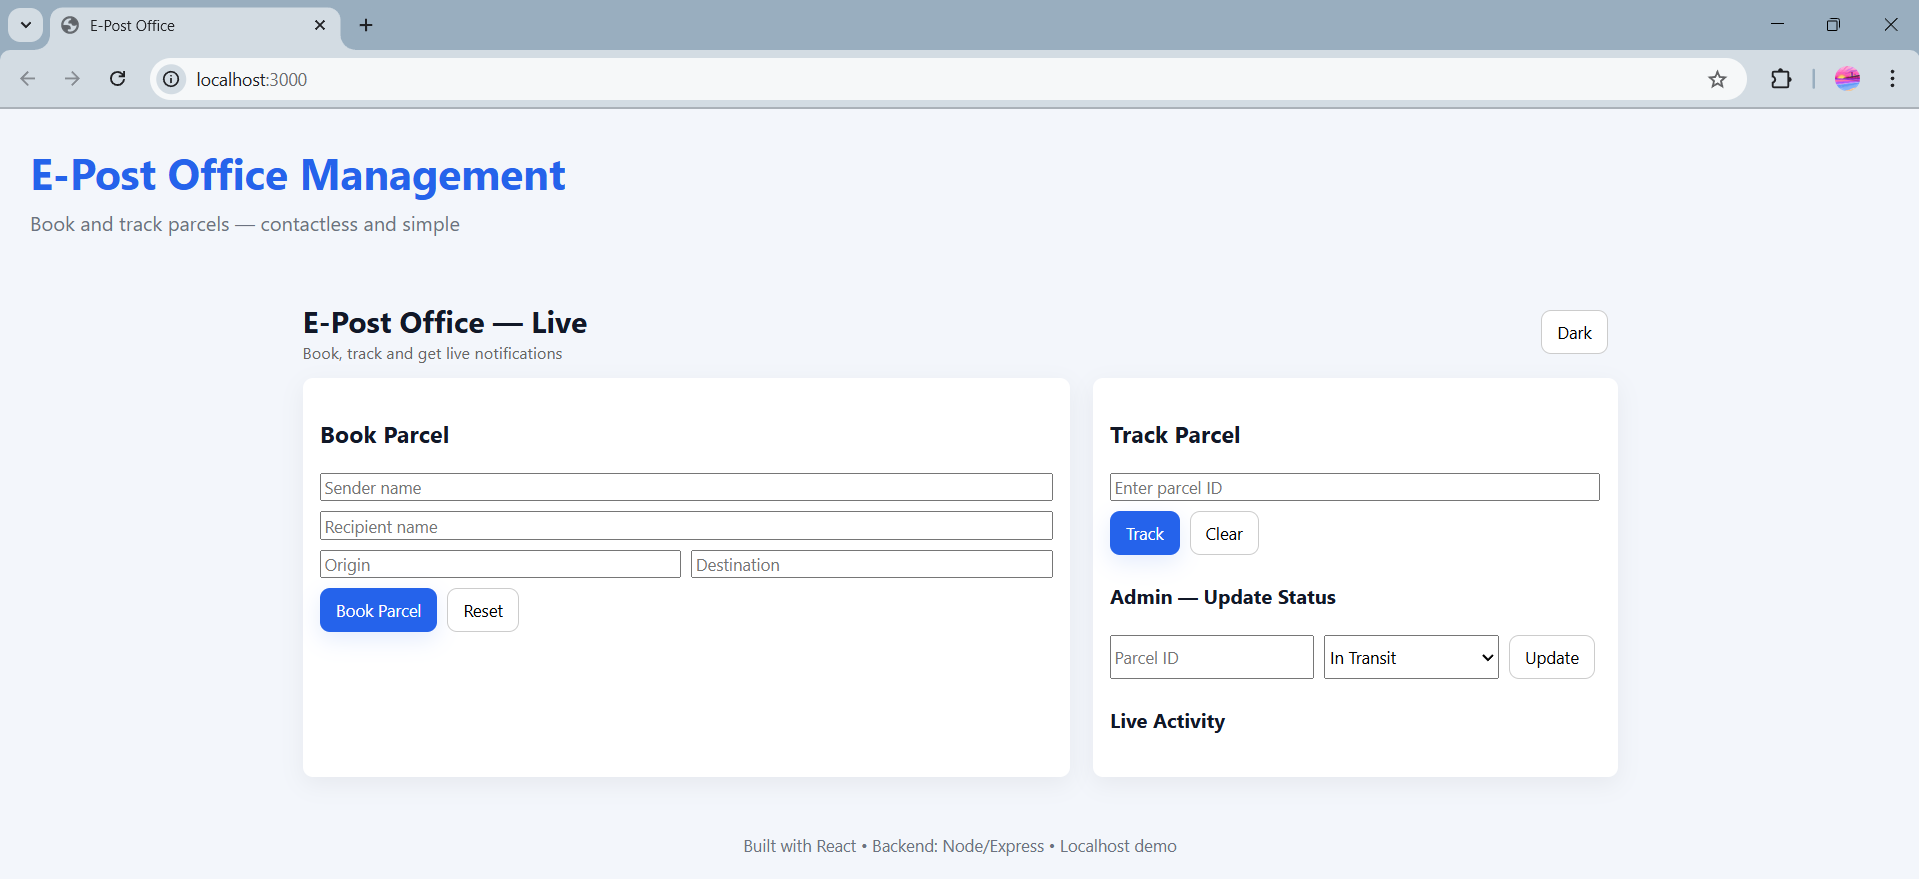 E-Post Office
localhost:3000
E-Post Office Management
Book and track parcels — contactless and simple
E-Post Office — Live
Book, track and get live notifications
Dark
Book Parcel
Sender name
Recipient name
Origin
Destination
Book Parcel
Reset
Track Parcel
Enter parcel ID
Track
Clear
Admin — Update Status
Parcel ID
In Transit
Update
Live Activity
Built with React • Backend: Node/Express • Localhost demo